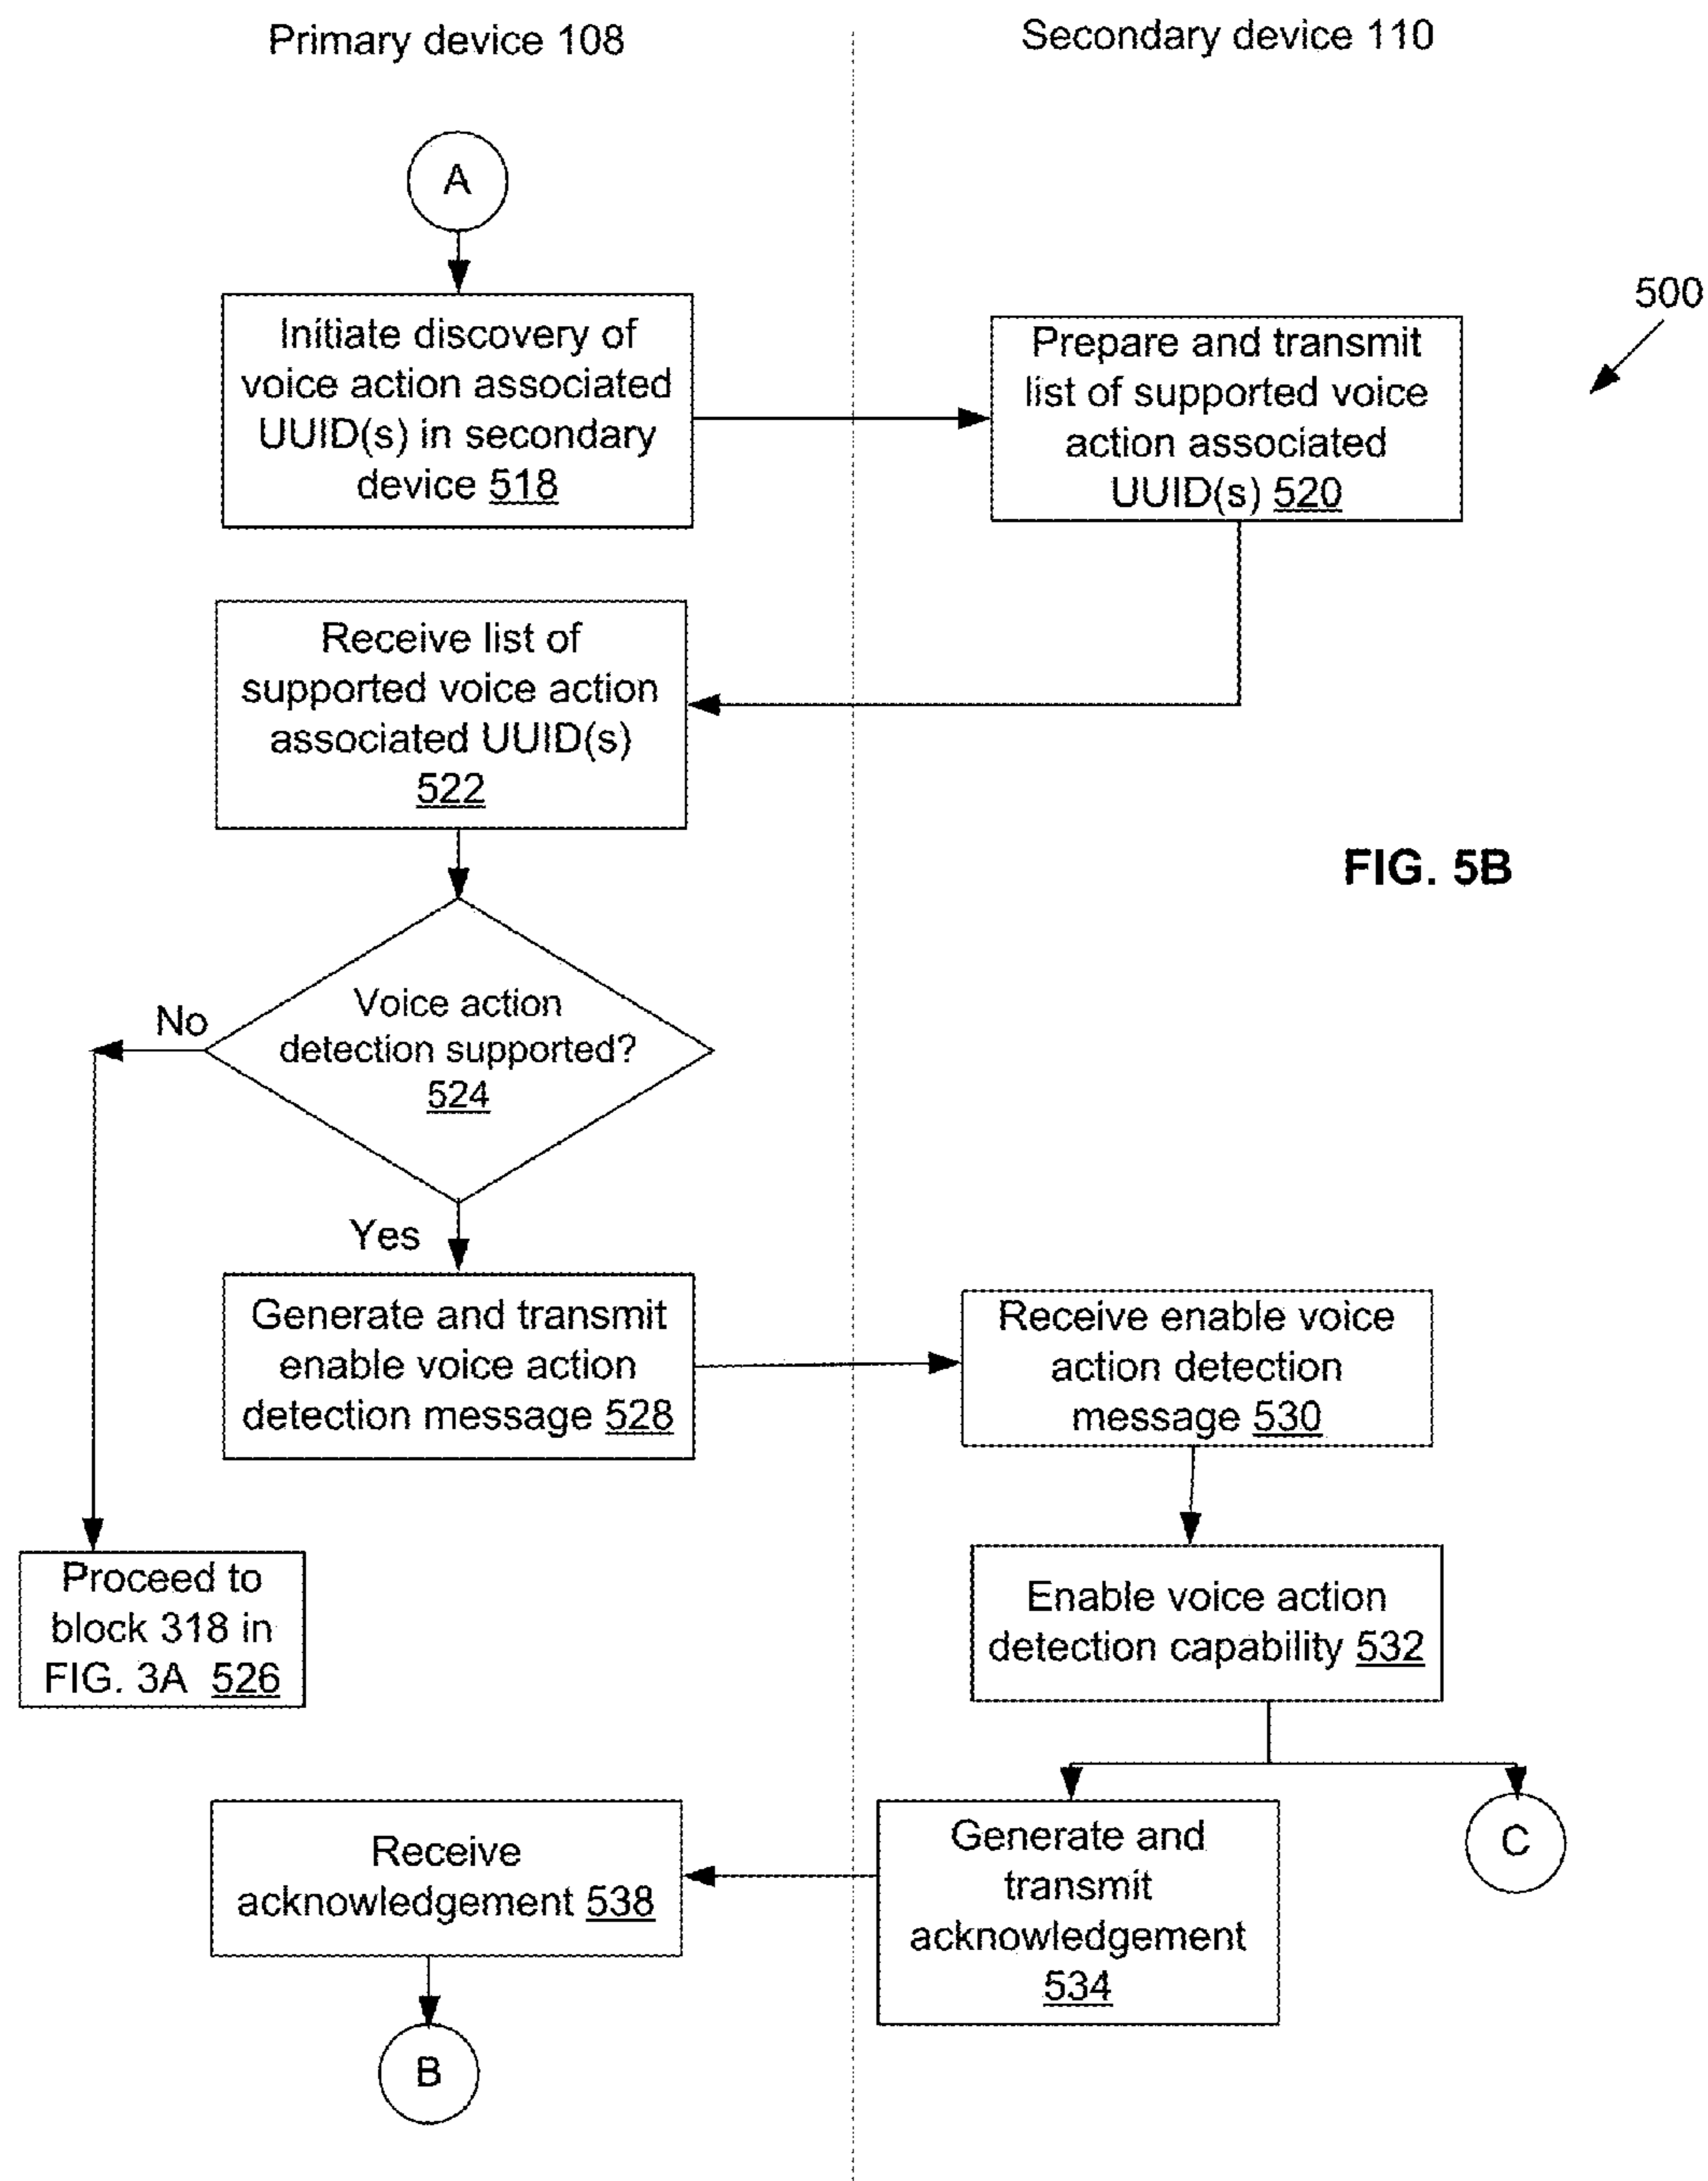 Primary device 108
Secondary device 110
A
500
Initiate discovery of
voice action associated
UUID(s) in secondary
device 518
Prepare and transmit
list of supported voice
action associated
UUID(s) 520
Receive list of
supported voice action
associated UUID(s)
522
FIG. 5B
Voice action
detection supported?
524
No
Yes
Generate and transmit
enable voice action
detection message 528
Receive enable voice
action detection
message 530
Proceed to
block 318 in
FIG. 3A 526
Enable voice action
detection capability 532
Receive
acknowledgement 538
Generate and
transmit
acknowledgement
534
C
B